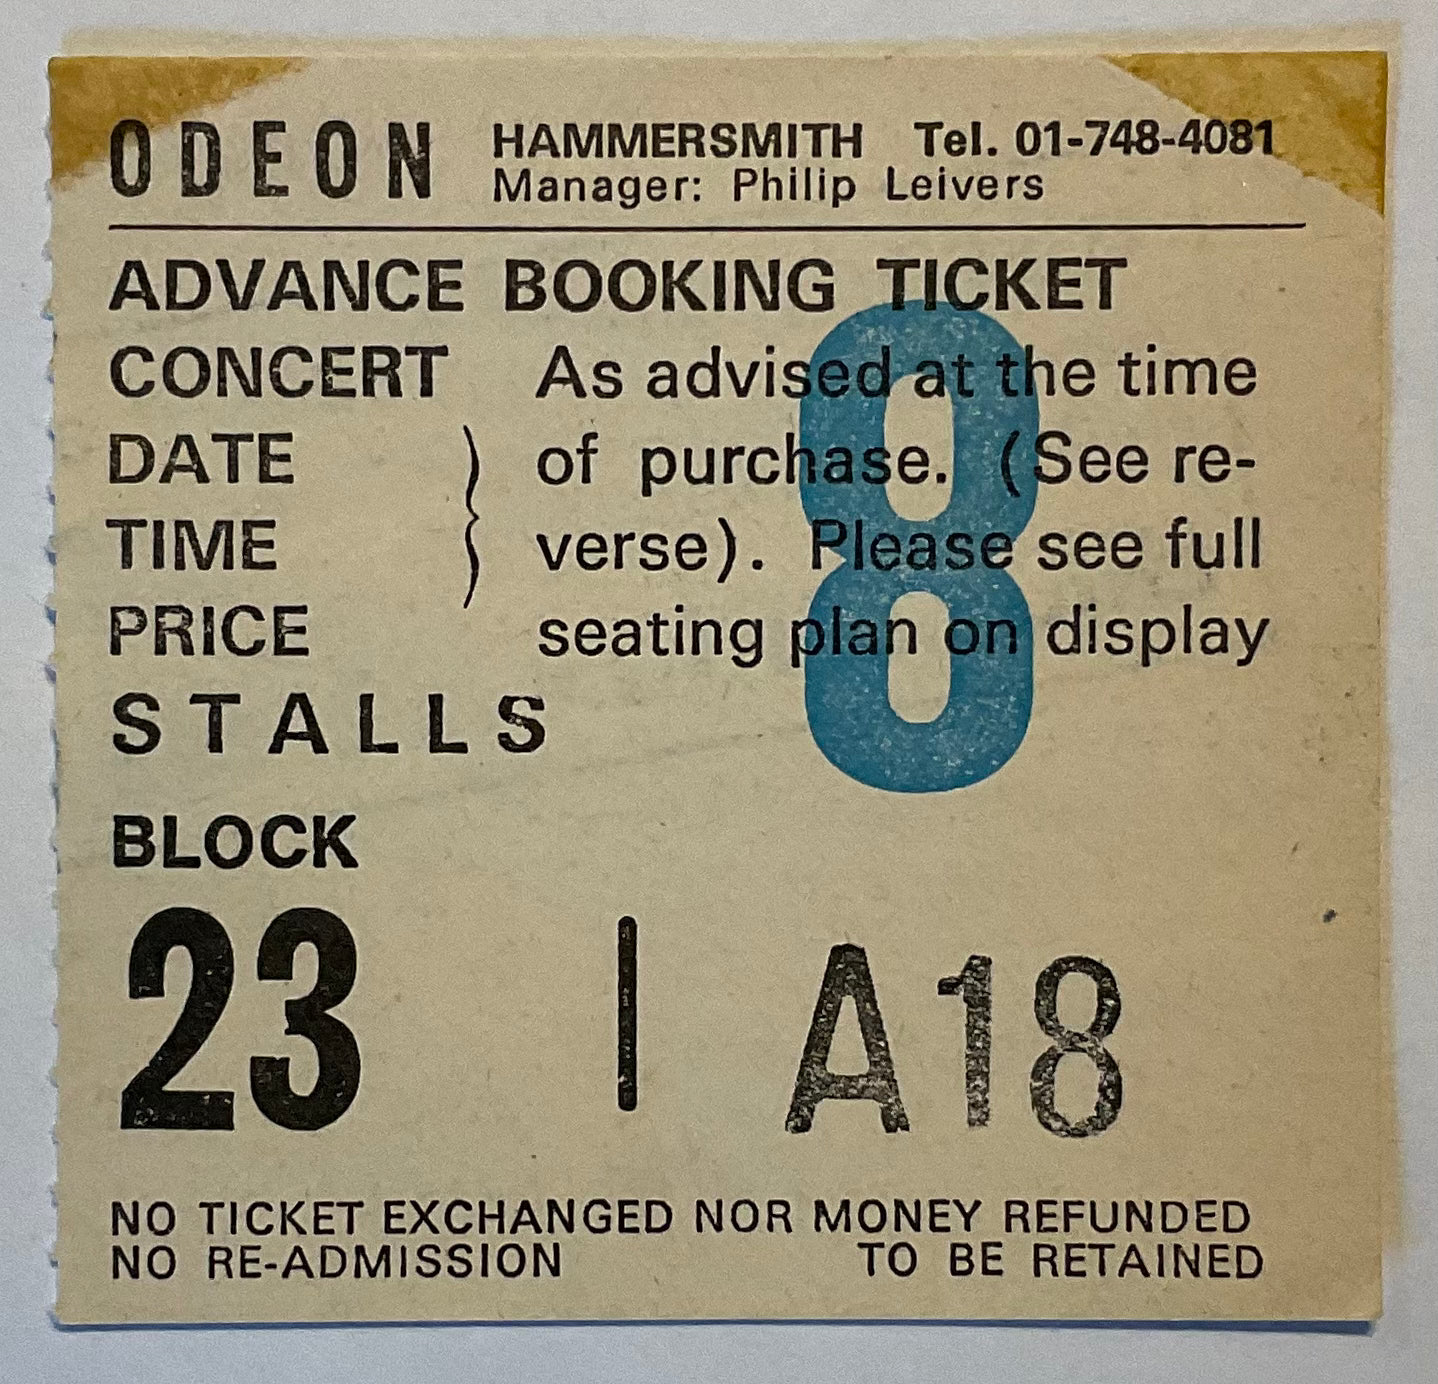 ODEON HAMMERSMITH Tel. 01-748-4081
Manager: Philip Leivers
ADVANCE BOOKING TICKET
CONCERT As advised at the time
DATE } of purchase. (See re-
TIME verse). Please see full
PRICE seating plan on display
STALLS
8
BLOCK
23 | A18
NO TICKET EXCHANGED NOR MONEY REFUNDED
NO RE-ADMISSION TO BE RETAINED